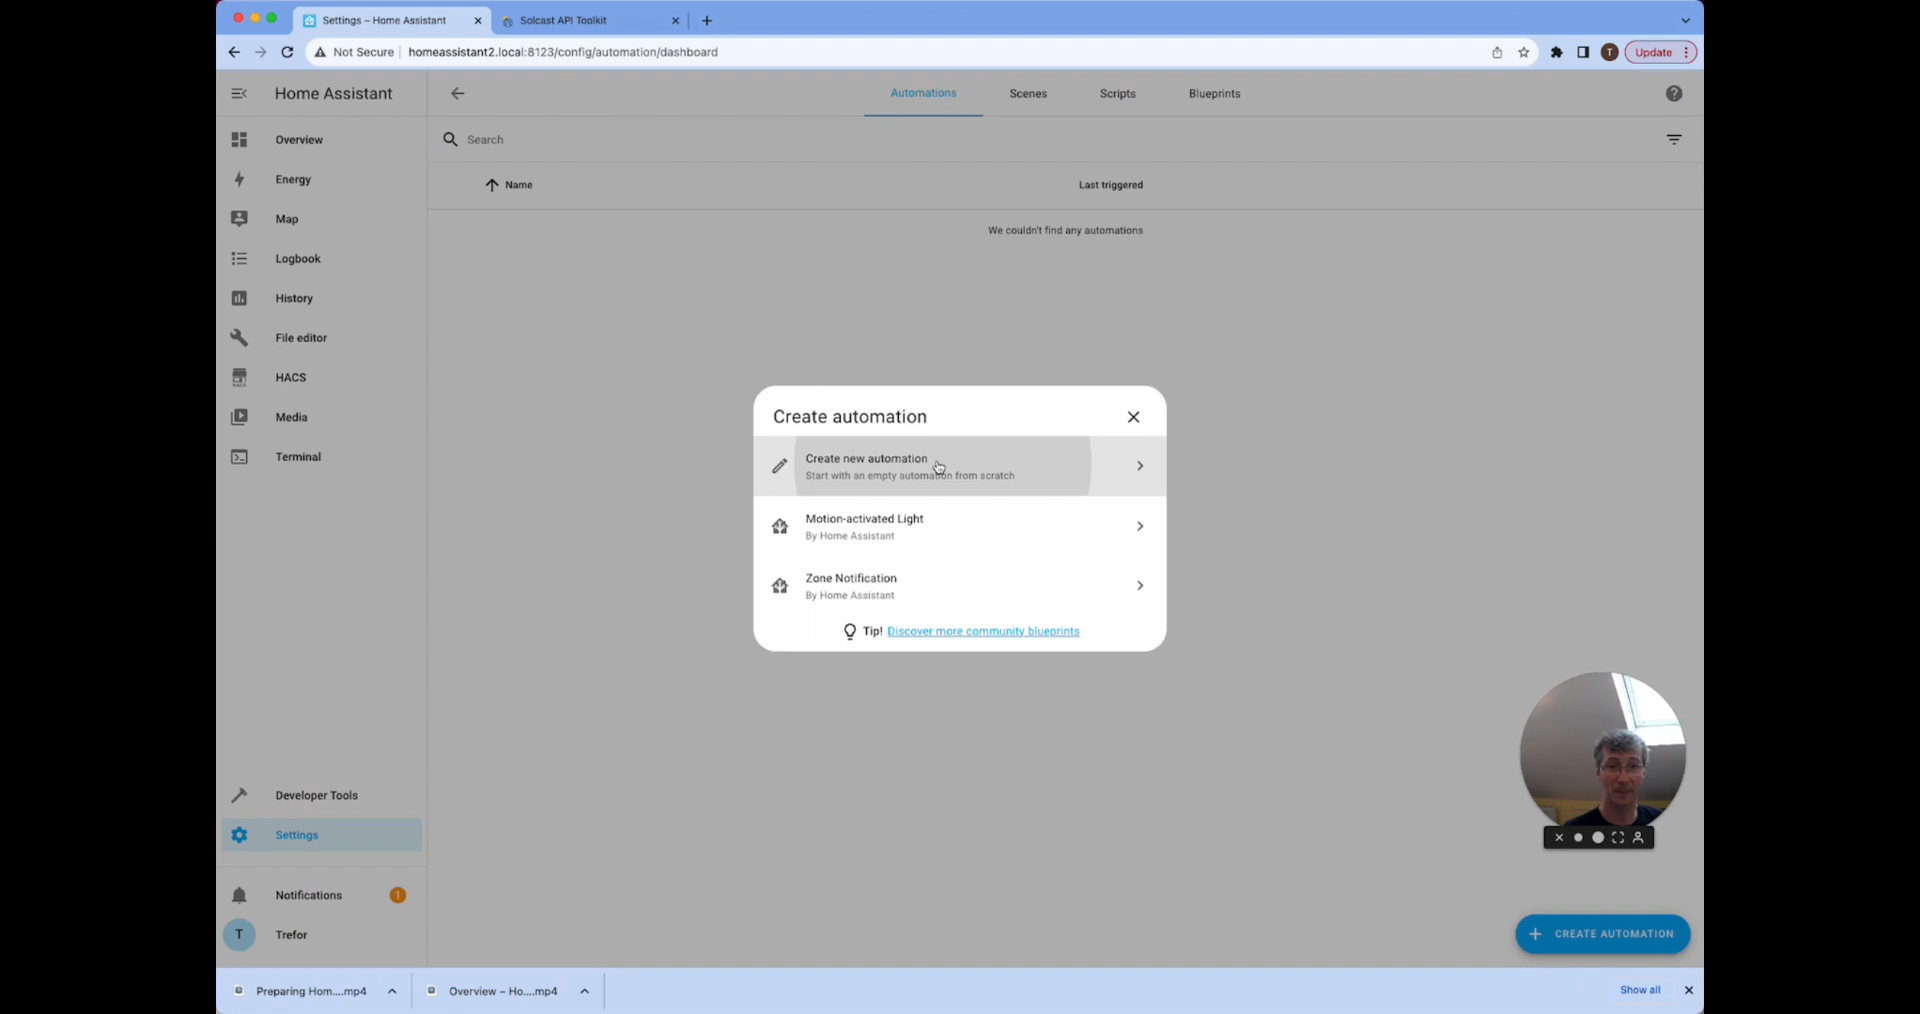 Settings – Home Assistant
Solcast API Toolkit
Not Secure
homeassistant2.local:8123/config/automation/dashboard
T
Update
Home Assistant
Automations
Scenes
Scripts
Blueprints
Overview
Search
Energy
Name
Last triggered
Map
We couldn't find any automations
Logbook
History
File editor
HACS
Media
Terminal
Create automation
Create new automation
Start with an empty automation from scratch
Motion-activated Light
By Home Assistant
Zone Notification
By Home Assistant
Tip! Discover more community blueprints
Developer Tools
Settings
Notifications
1
T
Trefor
CREATE AUTOMATION
Preparing Hom....mp4
Overview – Ho....mp4
Show all